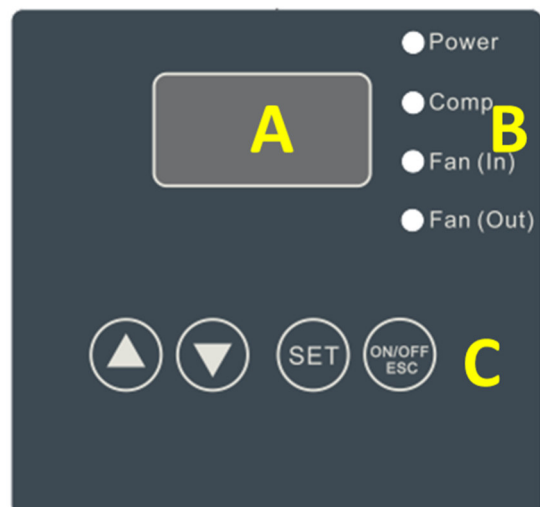 Power
A
Comp
B
Fan (In)
Fan (Out)
SET
ON/OFF
ESC
C